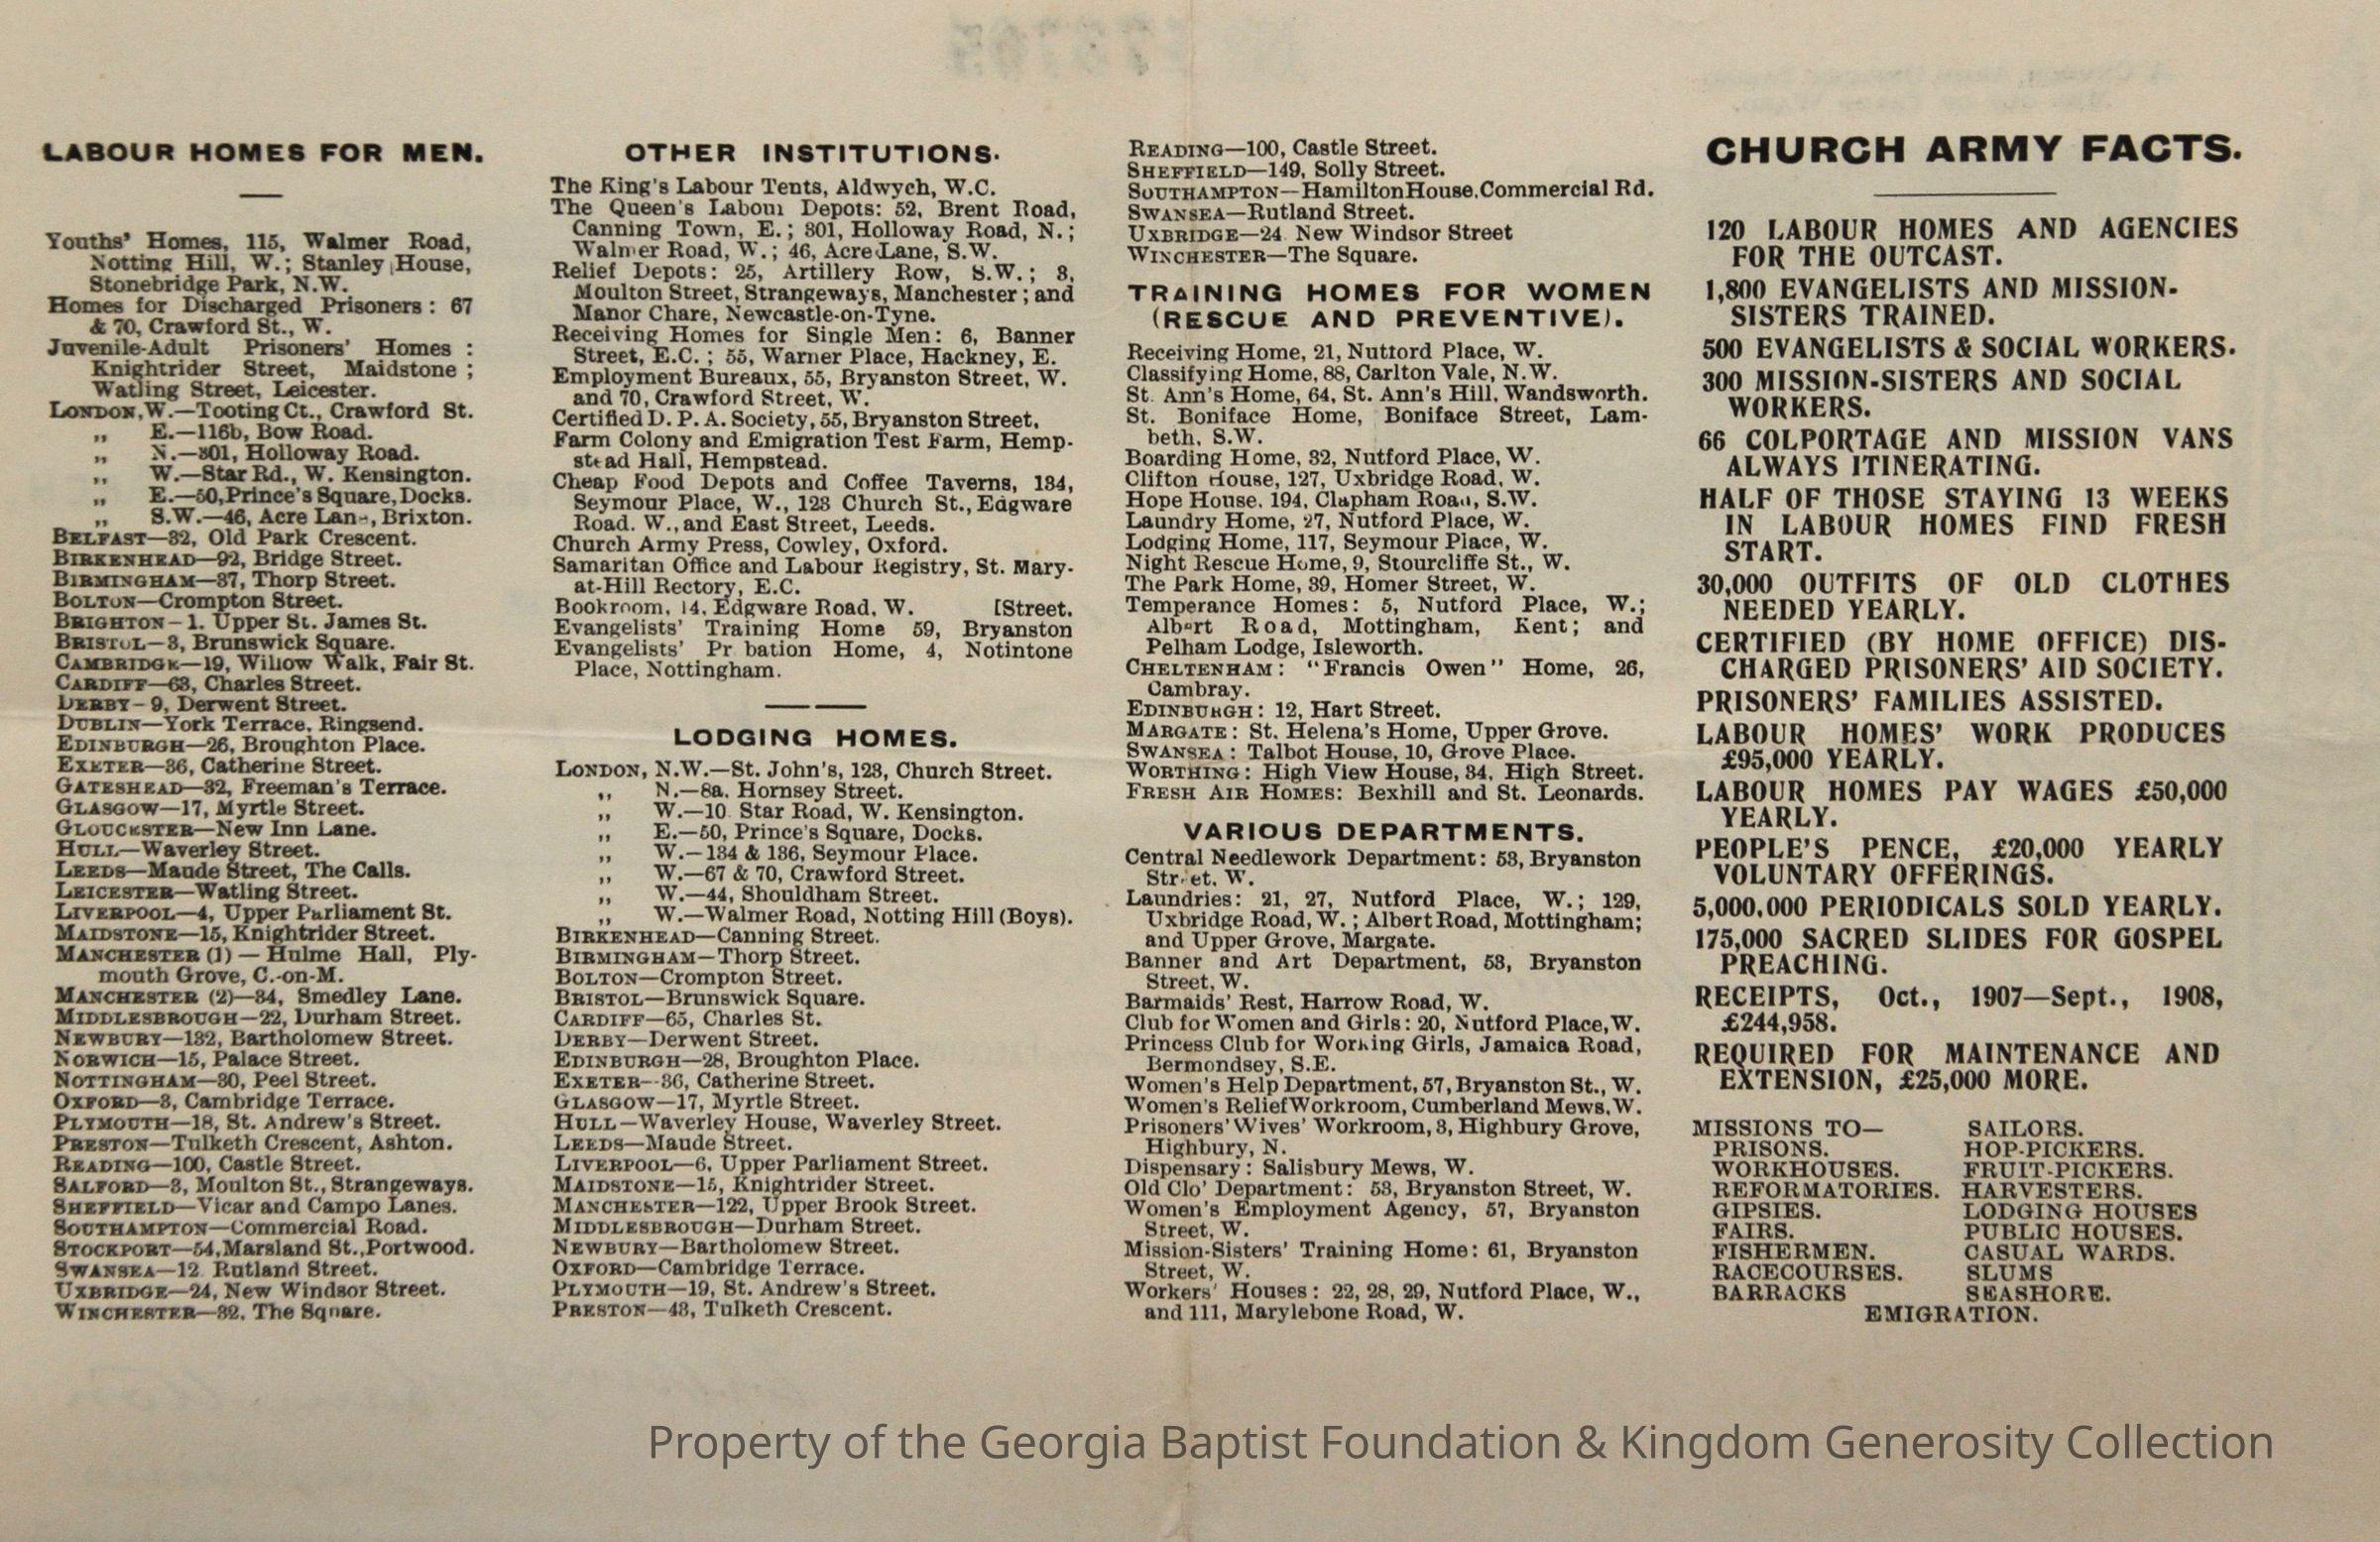 LABOUR HOMES FOR MEN.
Youths' Homes, 115, Walmer Road,
Notting Hill, W.; Stanley House,
Stonebridge Park, N.W.
Homes for Discharged Prisoners: 67
& 70, Crawford St., W.
Juvenile-Adult Prisoners' Homes :
Knightrider Street, Maidstone ;
Watling Street, Leicester.
LONDON, W.—Tooting Ct., Crawford St.
„ E.—116b, Bow Road.
„ N.—301, Holloway Road.
„ W.—Star Rd., W. Kensington.
„ E.—50, Prince's Square, Docks.
„ S.W.—46, Acre Lan-, Brixton.
BELFAST—32, Old Park Crescent.
BIRKENHEAD—92, Bridge Street.
BIRMINGHAM—37, Thorp Street.
BOLTON—Crompton Street.
BRIGHTON—1. Upper St. James St.
BRISTOL—3, Brunswick Square.
CAMBRIDGE—19, Willow Walk, Fair St.
CARDIFF—63, Charles Street.
DERBY—9, Derwent Street.
DUBLIN—York Terrace, Ringsend.
EDINBURGH—26, Broughton Place.
EXETER—36, Catherine Street.
GATESHEAD—32, Freeman's Terrace.
GLASGOW—17, Myrtle Street.
GLOUCESTER—New Inn Lane.
HULL—Waverley Street.
LEEDS—Maude Street, The Calls.
LEICESTER—Watling Street.
LIVERPOOL—4, Upper Parliament St.
MAIDSTONE—15, Knightrider Street.
MANCHESTER (1) — Hulme Hall, Ply-
mouth Grove, C.-on-M.
MANCHESTER (2)—34, Smedley Lane.
MIDDLESBROUGH—22, Durham Street.
NEWBURY—132, Bartholomew Street.
NORWICH—15, Palace Street.
NOTTINGHAM—30, Peel Street.
OXFORD—3, Cambridge Terrace.
PLYMOUTH—18, St. Andrew's Street.
PRESTON—Tulketh Crescent, Ashton.
READING—100, Castle Street.
SALFORD—3, Moulton St., Strangeways.
SHEFFIELD—Vicar and Campo Lanes.
SOUTHAMPTON—Commercial Road.
STOCKPORT—54, Marsland St., Portwood.
SWANSEA—12 Rutland Street.
UXBRIDGE—24, New Windsor Street.
WINCHESTER—32, The Square.
OTHER INSTITUTIONS.
The King's Labour Tents, Aldwych, W.C.
The Queen's Labour Depots: 52, Brent Road,
Canning Town, E.; 301, Holloway Road, N.;
Walmer Road, W.; 46, Acre Lane, S.W.
Relief Depots: 25, Artillery Row, S.W.; 3,
Moulton Street, Strangeways, Manchester; and
Manor Chare, Newcastle-on-Tyne.
Receiving Homes for Single Men: 6, Banner
Street, E.C.; 55, Warner Place, Hackney, E.
Employment Bureaux, 55, Bryanston Street, W.
and 70, Crawford Street, W.
Certified D. P. A. Society, 55, Bryanston Street.
Farm Colony and Emigration Test Farm, Hemp-
stead Hall, Hempstead.
Cheap Food Depots and Coffee Taverns, 134,
Seymour Place, W., 123 Church St., Edgware
Road. W., and East Street, Leeds.
Church Army Press, Cowley, Oxford.
Samaritan Office and Labour Registry, St. Mary-
at-Hill Rectory, E.C.
Bookroom, 14, Edgware Road, W. [Street.
Evangelists' Training Home 59, Bryanston
Evangelists' Pr bation Home, 4, Notintone
Place, Nottingham.
LODGING HOMES.
LONDON, N.W.—St. John's, 123, Church Street.
„ N.—8a. Hornsey Street.
„ W.—10 Star Road, W. Kensington.
„ E.—50, Prince's Square, Docks.
„ W.—134 & 136, Seymour Place.
„ W.—67 & 70, Crawford Street.
„ W.—44, Shouldham Street.
„ W.—Walmer Road, Notting Hill (Boys).
BIRKENHEAD—Canning Street.
BIRMINGHAM—Thorp Street.
BOLTON—Crompton Street.
BRISTOL—Brunswick Square.
CARDIFF—65, Charles St.
DERBY—Derwent Street.
EDINBURGH—28, Broughton Place.
EXETER—36, Catherine Street.
GLASGOW—17, Myrtle Street.
HULL—Waverley House, Waverley Street.
LEEDS—Maude Street.
LIVERPOOL—6, Upper Parliament Street.
MAIDSTONE—15, Knightrider Street.
MANCHESTER—122, Upper Brook Street.
MIDDLESBROUGH—Durham Street.
NEWBURY—Bartholomew Street.
OXFORD—Cambridge Terrace.
PLYMOUTH—19, St. Andrew's Street.
PRESTON—43, Tulketh Crescent.
READING—100, Castle Street.
SHEFFIELD—149, Solly Street.
SOUTHAMPTON—Hamilton House, Commercial Rd.
SWANSEA—Rutland Street.
UXBRIDGE—24 New Windsor Street
WINCHESTER—The Square.
TRAINING HOMES FOR WOMEN
(RESCUE AND PREVENTIVE).
Receiving Home, 21, Nutford Place, W.
Classifying Home, 88, Carlton Vale, N.W.
St. Ann's Home, 64, St. Ann's Hill, Wandsworth.
St. Boniface Home, Boniface Street, Lam-
beth, S.W.
Boarding Home, 32, Nutford Place, W.
Clifton House, 127, Uxbridge Road, W.
Hope House, 194, Clapham Road, S.W.
Laundry Home, 27, Nutford Place, W.
Lodging Home, 117, Seymour Place, W.
Night Rescue Home, 9, Stourcliffe St., W.
The Park Home, 39, Homer Street, W.
Temperance Homes: 5, Nutford Place, W.;
Albert Road, Mottingham, Kent; and
Pelham Lodge, Isleworth.
CHELTENHAM: "Francis Owen" Home, 26,
Cambray.
EDINBURGH: 12, Hart Street.
MARGATE: St. Helena's Home, Upper Grove.
SWANSEA: Talbot House, 10, Grove Place.
WORTHING: High View House, 34, High Street.
FRESH AIR HOMES: Bexhill and St. Leonards.
VARIOUS DEPARTMENTS.
Central Needlework Department: 53, Bryanston
Street, W.
Laundries: 21, 27, Nutford Place, W.; 129,
Uxbridge Road, W.; Albert Road, Mottingham;
and Upper Grove, Margate.
Banner and Art Department, 53, Bryanston
Street, W.
Barmaids' Rest, Harrow Road, W.
Club for Women and Girls: 20, Nutford Place, W.
Princess Club for Working Girls, Jamaica Road,
Bermondsey, S.E.
Women's Help Department, 57, Bryanston St., W.
Women's Relief Workroom, Cumberland Mews, W.
Prisoners' Wives' Workroom, 3, Highbury Grove,
Highbury, N.
Dispensary: Salisbury Mews, W.
Old Clo' Department: 53, Bryanston Street, W.
Women's Employment Agency, 57, Bryanston
Street, W.
Mission-Sisters' Training Home: 61, Bryanston
Street, W.
Workers' Houses: 22, 28, 29, Nutford Place, W.,
and 111, Marylebone Road, W.
CHURCH ARMY FACTS.
120 LABOUR HOMES AND AGENCIES
FOR THE OUTCAST.
1,800 EVANGELISTS AND MISSION-
SISTERS TRAINED.
500 EVANGELISTS & SOCIAL WORKERS.
300 MISSION-SISTERS AND SOCIAL
WORKERS.
66 COLPORTAGE AND MISSION VANS
ALWAYS ITINERATING.
HALF OF THOSE STAYING 13 WEEKS
IN LABOUR HOMES FIND FRESH
START.
30,000 OUTFITS OF OLD CLOTHES
NEEDED YEARLY.
CERTIFIED (BY HOME OFFICE) DIS-
CHARGED PRISONERS' AID SOCIETY.
PRISONERS' FAMILIES ASSISTED.
LABOUR HOMES' WORK PRODUCES
£95,000 YEARLY.
LABOUR HOMES PAY WAGES £50,000
YEARLY.
PEOPLE'S PENCE, £20,000 YEARLY
VOLUNTARY OFFERINGS.
5,000,000 PERIODICALS SOLD YEARLY.
175,000 SACRED SLIDES FOR GOSPEL
PREACHING.
RECEIPTS, Oct., 1907—Sept., 1908,
£244,958.
REQUIRED FOR MAINTENANCE AND
EXTENSION, £25,000 MORE.
MISSIONS TO—
PRISONS.
WORKHOUSES.
REFORMATORIES.
GIPSIES.
FAIRS.
FISHERMEN.
RACECOURSES.
BARRACKS
SAILORS.
HOP-PICKERS.
FRUIT-PICKERS.
HARVESTERS.
LODGING HOUSES
PUBLIC HOUSES.
CASUAL WARDS.
SLUMS
SEASHORE.
EMIGRATION.
Property of the Georgia Baptist Foundation & Kingdom Generosity Collection